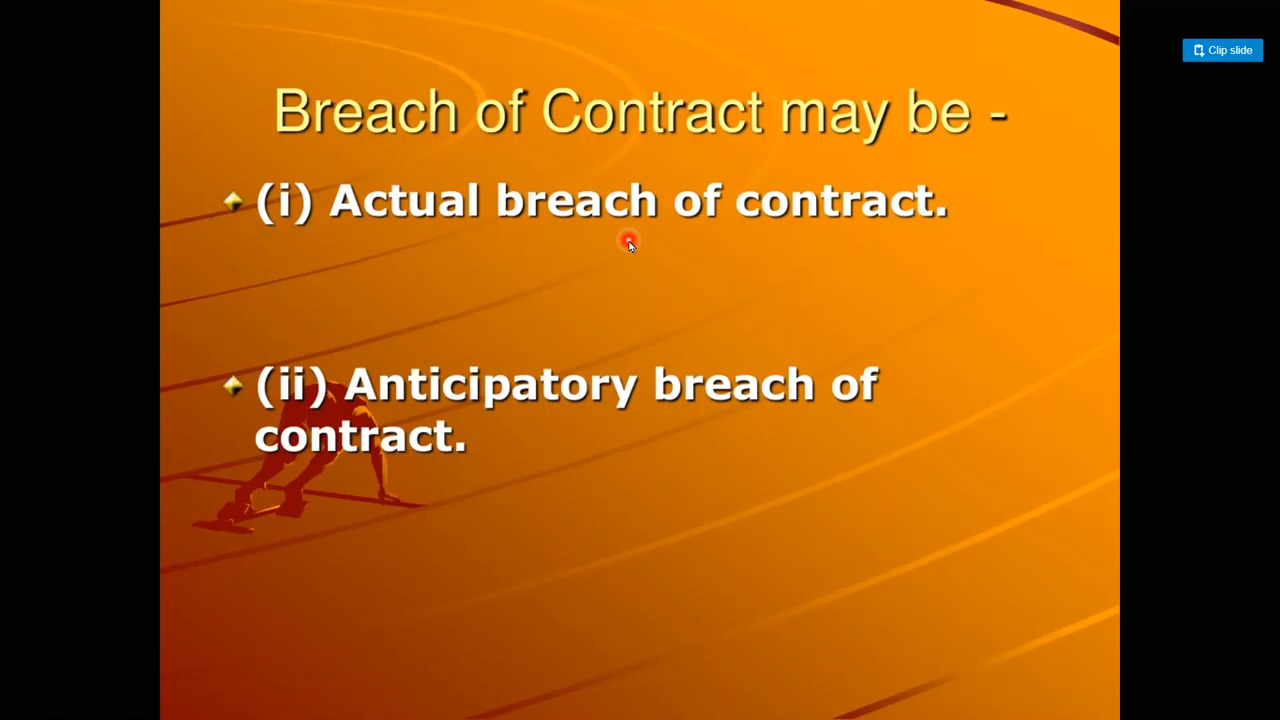 Clip slide
Breach of Contract may be -
(i) Actual breach of contract.
(ii) Anticipatory breach of
contract.